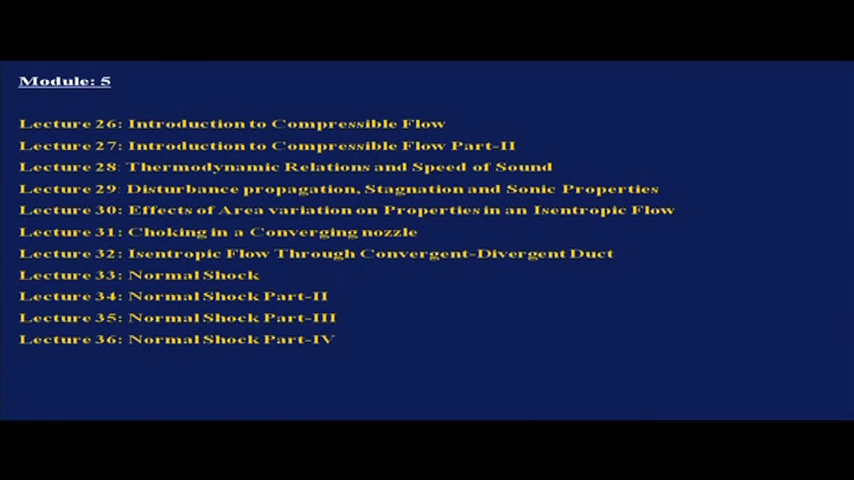 Module: 5
Lecture 26: Introduction to Compressible Flow
Lecture 27: Introduction to Compressible Flow Part-II
Lecture 28: Thermodynamic Relations and Speed of Sound
Lecture 29: Disturbance propagation, Stagnation and Sonic Properties
Lecture 30: Effects of Area variation on Properties in an Isentropic Flow
Lecture 31: Choking in a Converging nozzle
Lecture 32: Isentropic Flow Through Convergent-Divergent Duct
Lecture 33: Normal Shock
Lecture 34: Normal Shock Part-II
Lecture 35: Normal Shock Part-III
Lecture 36: Normal Shock Part-IV